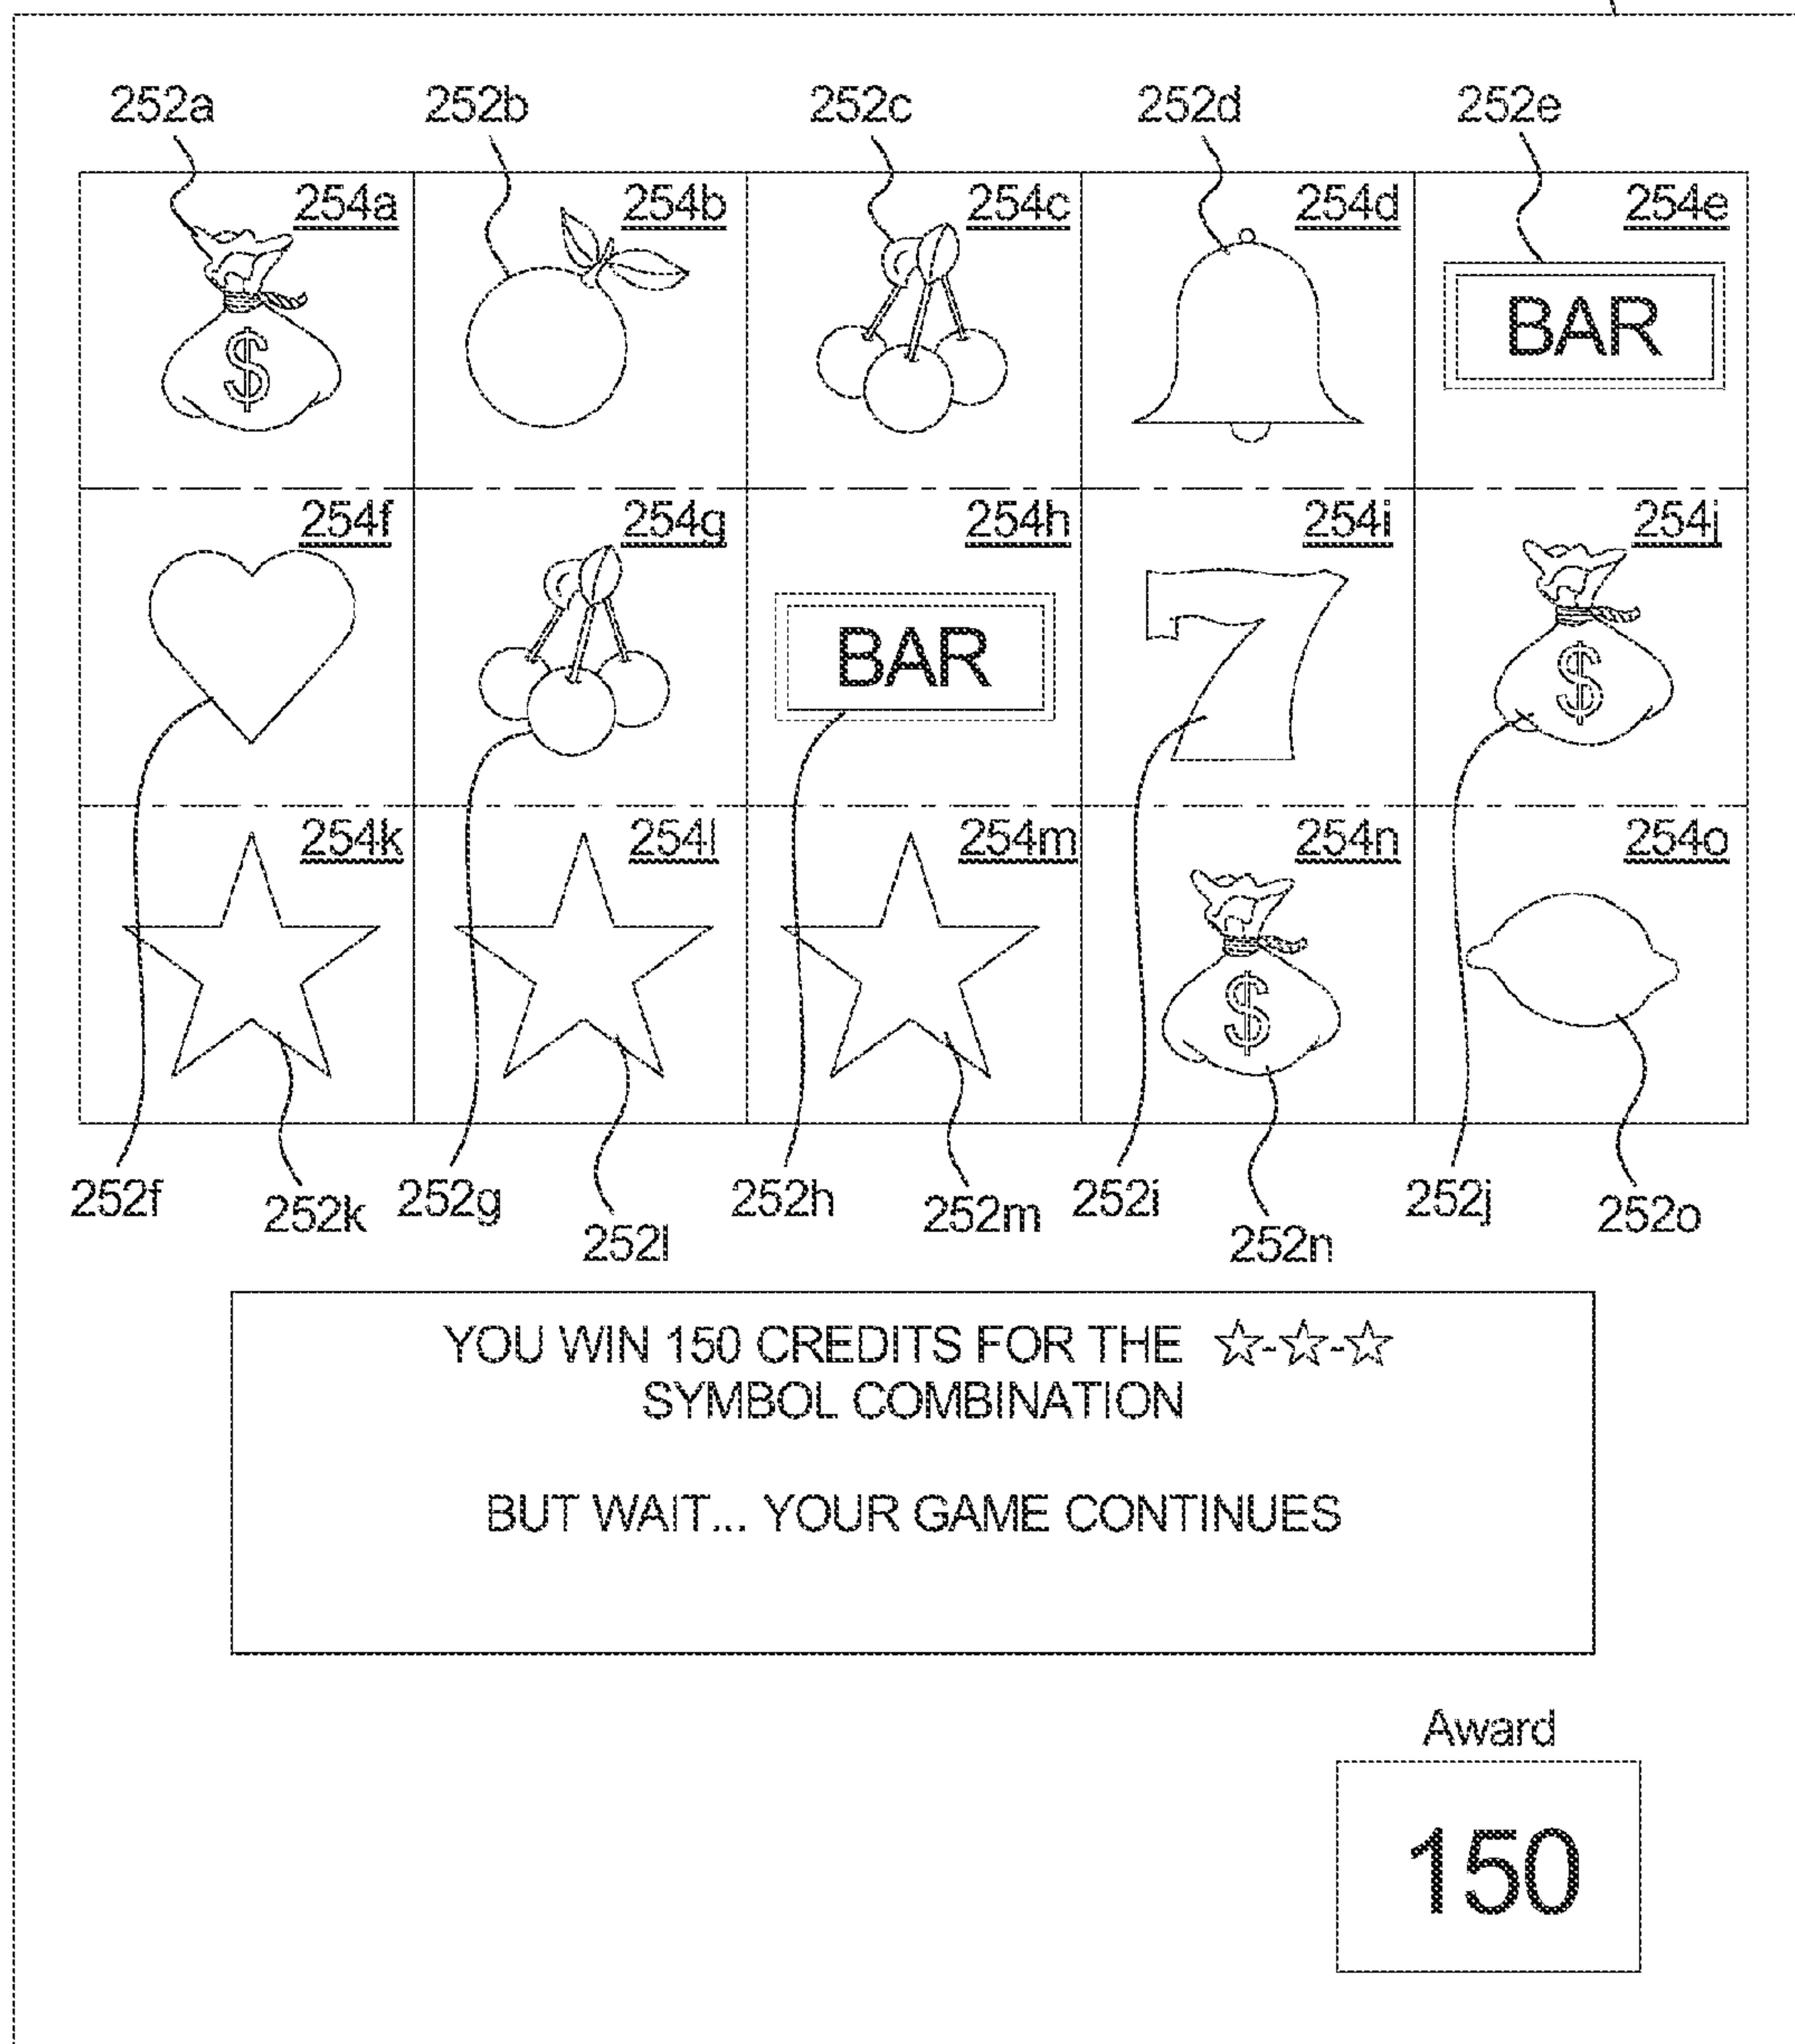 252a 252b 252c 252d 252e
254a 254b 254c 254d 254e
$ BAR
254f 254g 254h 254i 254j
BAR 7 $
254k 254l 254m 254n 254o
$
252f 252k 252g 252l 252h 252m 252i 252n 252j 252o
YOU WIN 150 CREDITS FOR THE ☆-☆-☆
SYMBOL COMBINATION
BUT WAIT... YOUR GAME CONTINUES
Award
150